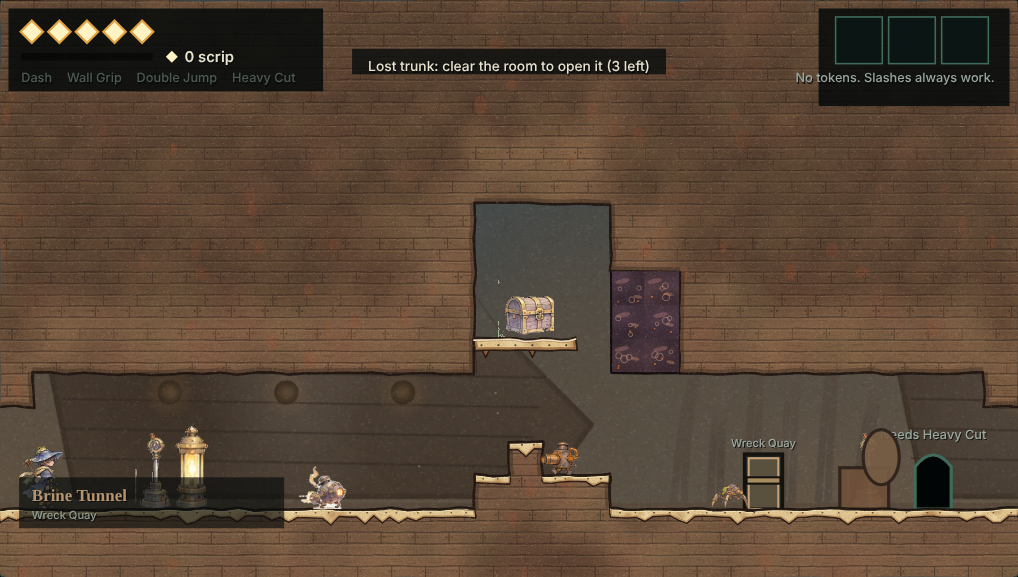 0 scrip
Dash Wall Grip Double Jump Heavy Cut
Lost trunk: clear the room to open it (3 left)
No tokens. Slashes always work.
Wreck Quay
eeds Heavy Cut
Brine Tunnel
Wreck Quay